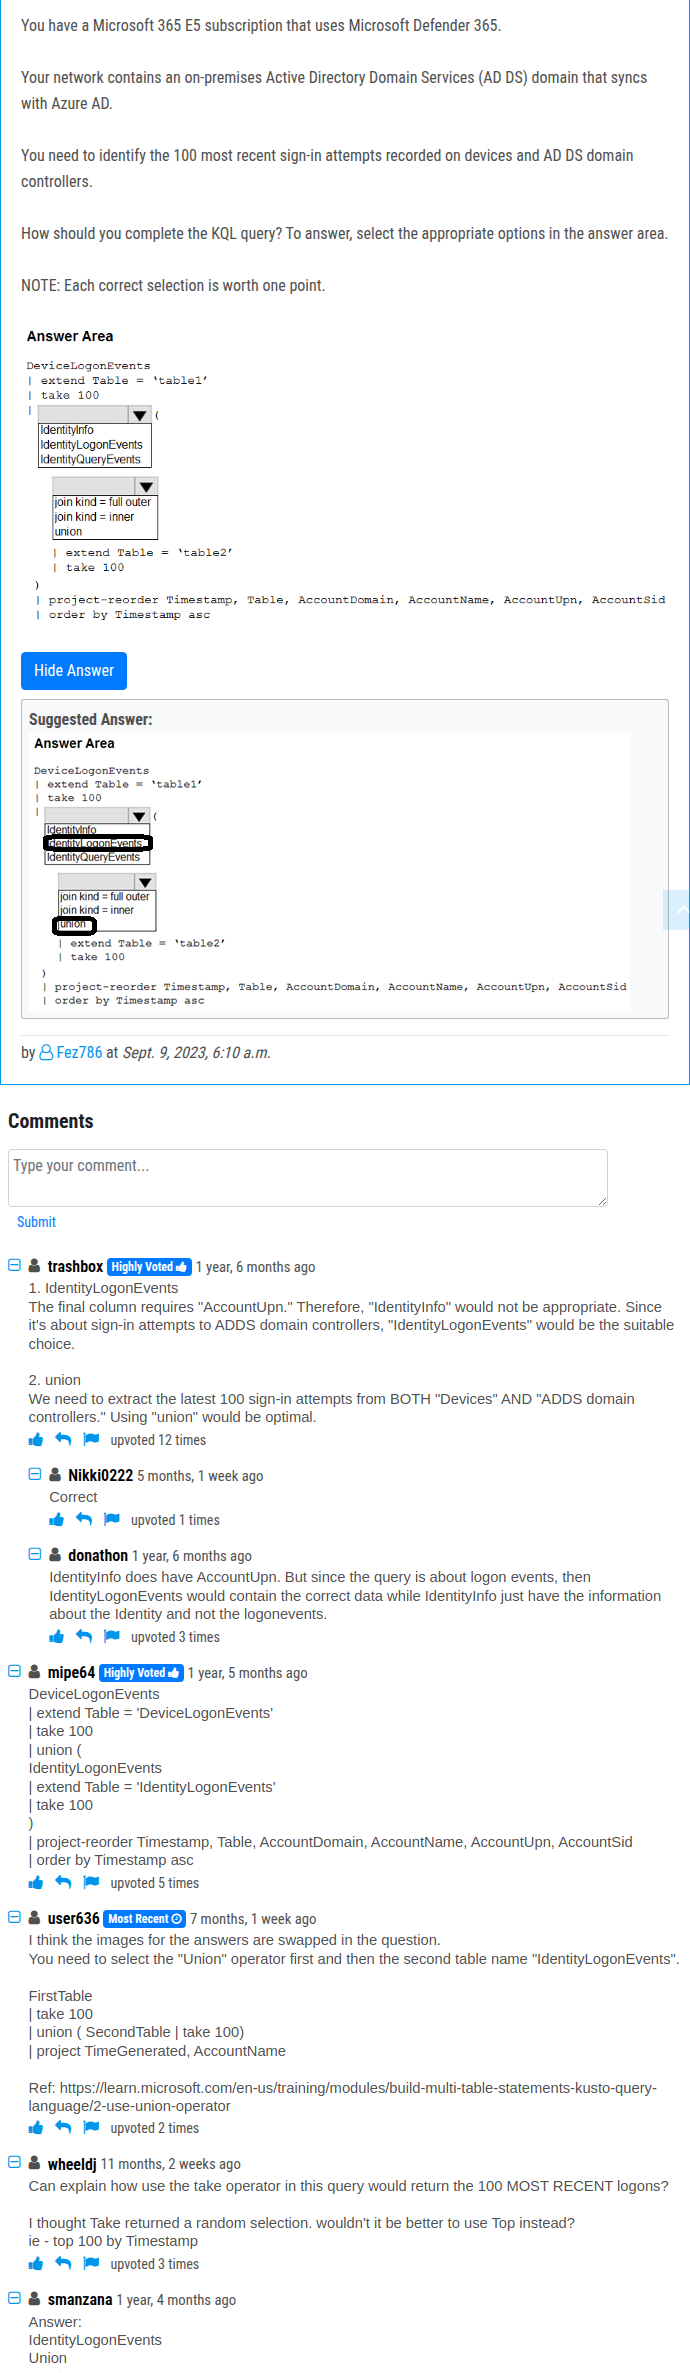 You have a Microsoft 365 E5 subscription that uses Microsoft Defender 365.
Your network contains an on-premises Active Directory Domain Services (AD DS) domain that syncs
with Azure AD.
You need to identify the 100 most recent sign-in attempts recorded on devices and AD DS domain
controllers.
How should you complete the KQL query? To answer, select the appropriate options in the answer area.
NOTE: Each correct selection is worth one point.
Answer Area
DeviceLogonEvents
| extend Table = ‘table1’
| take 100
| (
IdentityInfo
IdentityLogonEvents
IdentityQueryEvents
join kind = full outer
join kind = inner
union
| extend Table = ‘table2’
| take 100
)
| project-reorder Timestamp, Table, AccountDomain, AccountName, AccountUpn, AccountSid
| order by Timestamp asc
Hide Answer
Suggested Answer:
Answer Area
DeviceLogonEvents
| extend Table = ‘table1’
| take 100
| (
IdentityInfo
IdentityLogonEvents
IdentityQueryEvents
join kind = full outer
join kind = inner
union
| extend Table = ‘table2’
| take 100
)
| project-reorder Timestamp, Table, AccountDomain, AccountName, AccountUpn, AccountSid
| order by Timestamp asc
by Fez786 at Sept. 9, 2023, 6:10 a.m.
Comments
Type your comment...
Submit
trashbox Highly Voted 1 year, 6 months ago
1. IdentityLogonEvents
The final column requires "AccountUpn." Therefore, "IdentityInfo" would not be appropriate. Since
it's about sign-in attempts to ADDS domain controllers, "IdentityLogonEvents" would be the suitable
choice.
2. union
We need to extract the latest 100 sign-in attempts from BOTH "Devices" AND "ADDS domain
controllers." Using "union" would be optimal.
upvoted 12 times
Nikki0222 5 months, 1 week ago
Correct
upvoted 1 times
donathon 1 year, 6 months ago
IdentityInfo does have AccountUpn. But since the query is about logon events, then
IdentityLogonEvents would contain the correct data while IdentityInfo just have the information
about the Identity and not the logonevents.
upvoted 3 times
mipe64 Highly Voted 1 year, 5 months ago
DeviceLogonEvents
| extend Table = 'DeviceLogonEvents'
| take 100
| union (
IdentityLogonEvents
| extend Table = 'IdentityLogonEvents'
| take 100
)
| project-reorder Timestamp, Table, AccountDomain, AccountName, AccountUpn, AccountSid
| order by Timestamp asc
upvoted 5 times
user636 Most Recent 7 months, 1 week ago
I think the images for the answers are swapped in the question.
You need to select the "Union" operator first and then the second table name "IdentityLogonEvents".
FirstTable
| take 100
| union ( SecondTable | take 100)
| project TimeGenerated, AccountName
Ref: https://learn.microsoft.com/en-us/training/modules/build-multi-table-statements-kusto-query-
language/2-use-union-operator
upvoted 2 times
wheeldj 11 months, 2 weeks ago
Can explain how use the take operator in this query would return the 100 MOST RECENT logons?
I thought Take returned a random selection. wouldn't it be better to use Top instead?
ie - top 100 by Timestamp
upvoted 3 times
smanzana 1 year, 4 months ago
Answer:
IdentityLogonEvents
Union